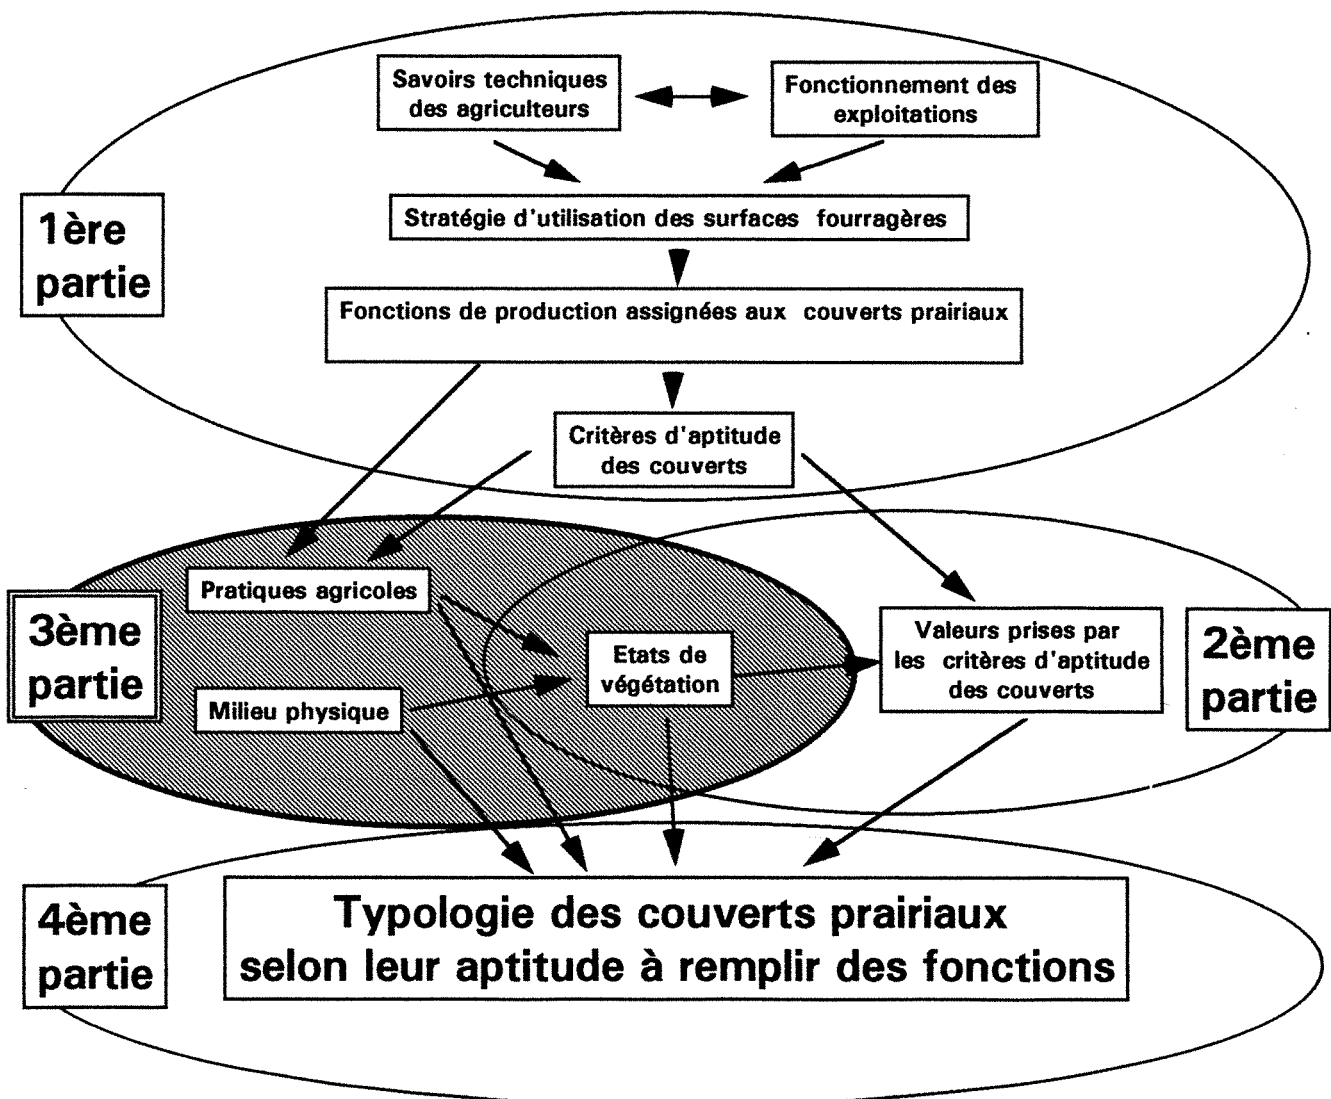 Savoirs techniques
des agriculteurs
Fonctionnement des
exploitations
1ère
partie
Stratégie d'utilisation des surfaces fourragères
Fonctions de production assignées aux couverts prairiaux
Critères d'aptitude
des couverts
3ème
partie
Pratiques agricoles
Milieu physique
Etats de
végétation
Valeurs prises par
les critères d'aptitude
des couverts
2ème
partie
4ème
partie
Typologie des couverts prairiaux
selon leur aptitude à remplir des fonctions